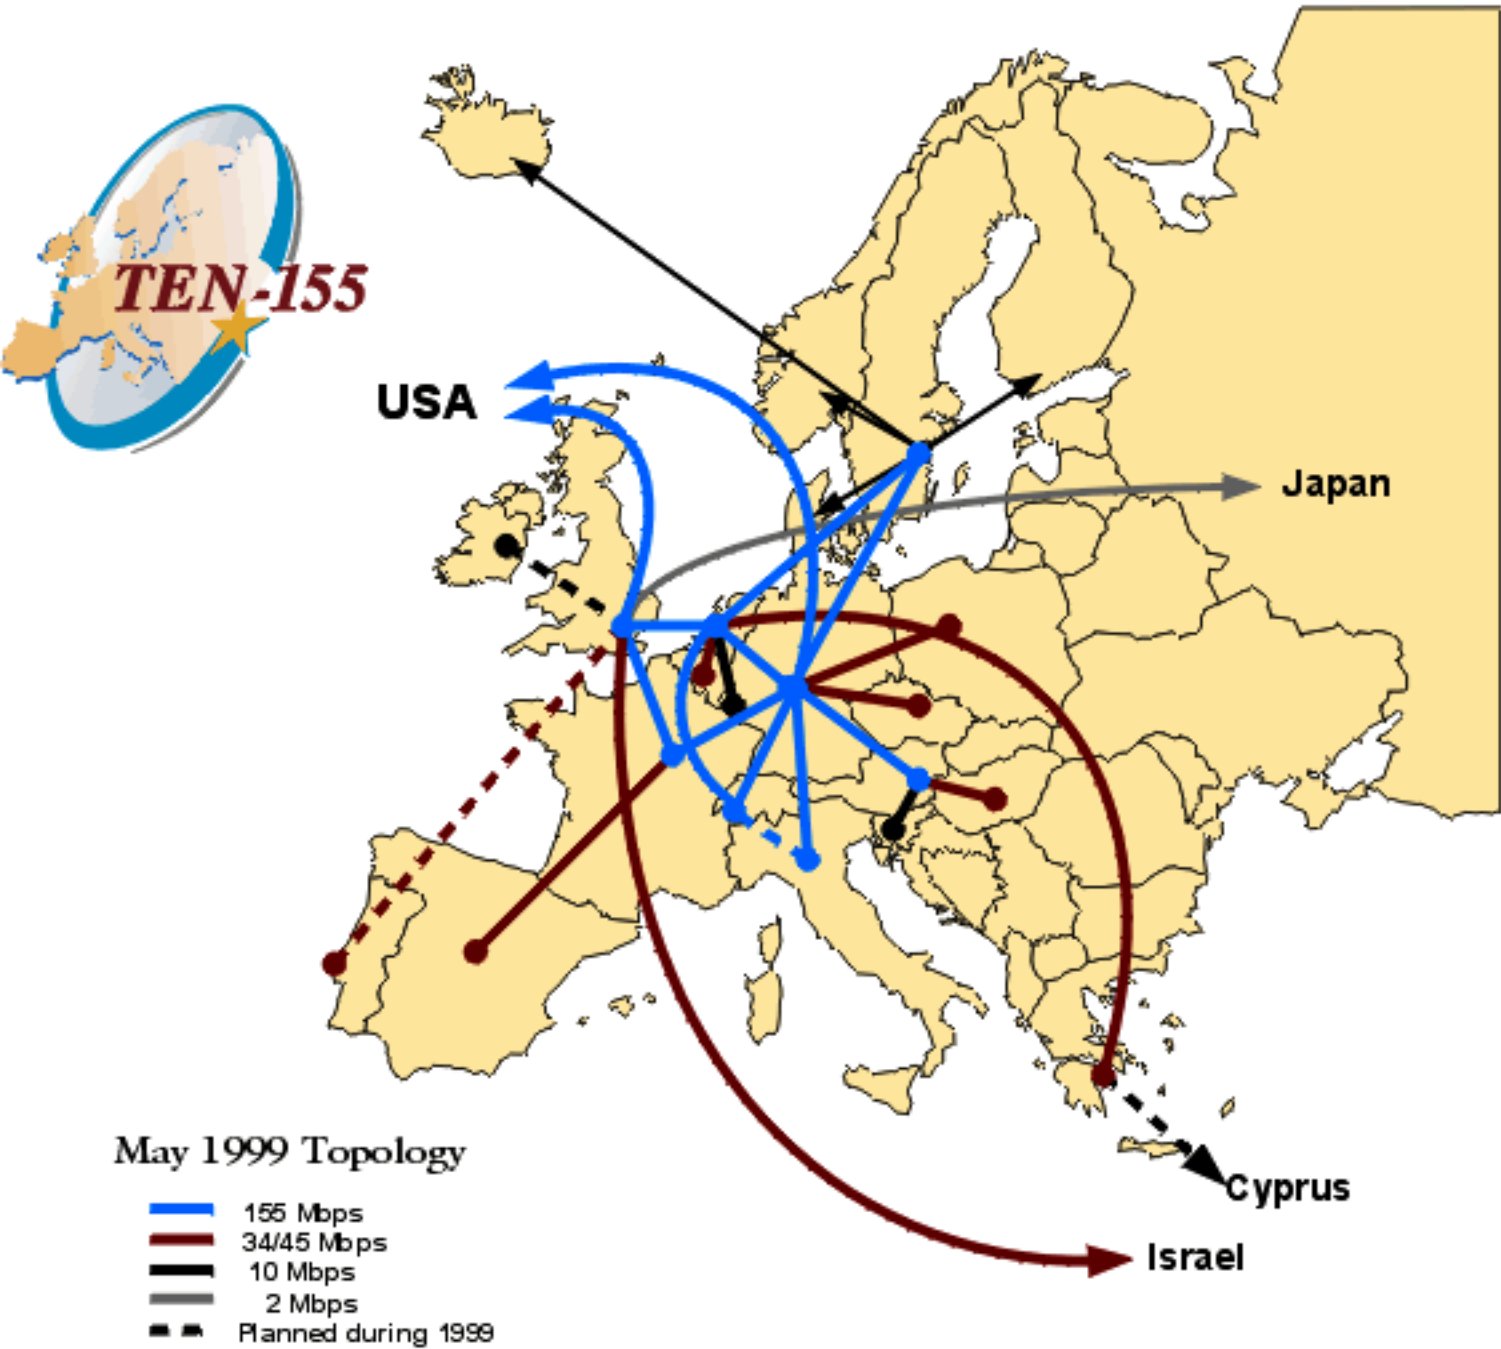 TEN-155
USA
Japan
Cyprus
Israel
May 1999 Topology
155 Mbps
34/45 Mbps
10 Mbps
2 Mbps
Planned during 1999